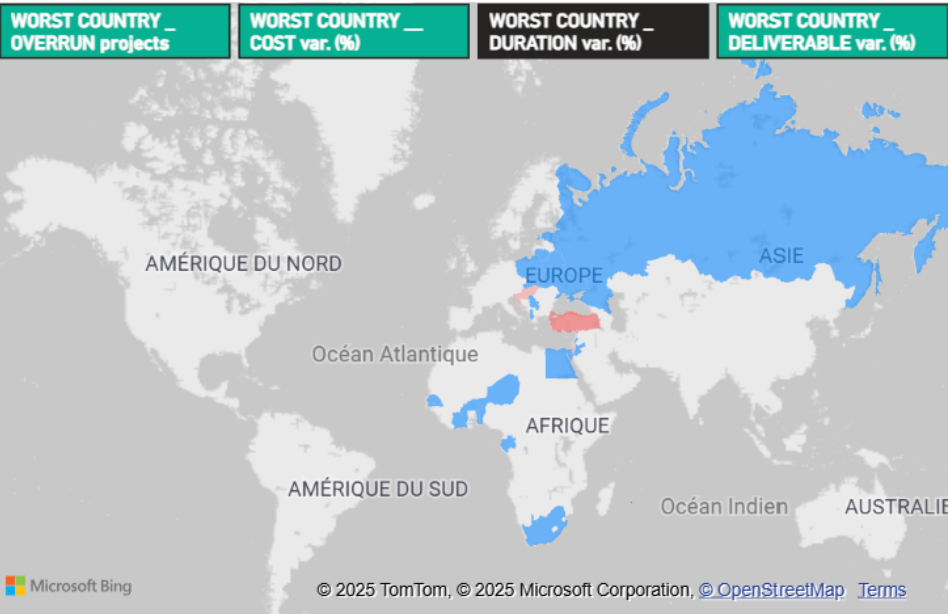 WORST COUNTRY _
OVERRUN projects
WORST COUNTRY __
COST var. (%)
WORST COUNTRY _
DURATION var. (%)
WORST COUNTRY _
DELIVERABLE var. (%)
AMÉRIQUE DU NORD
ASIE
EUROPE
Océan Atlantique
AFRIQUE
AMÉRIQUE DU SUD
Océan Indien
AUSTRALIE
Microsoft Bing
© 2025 TomTom, © 2025 Microsoft Corporation, © OpenStreetMap Terms